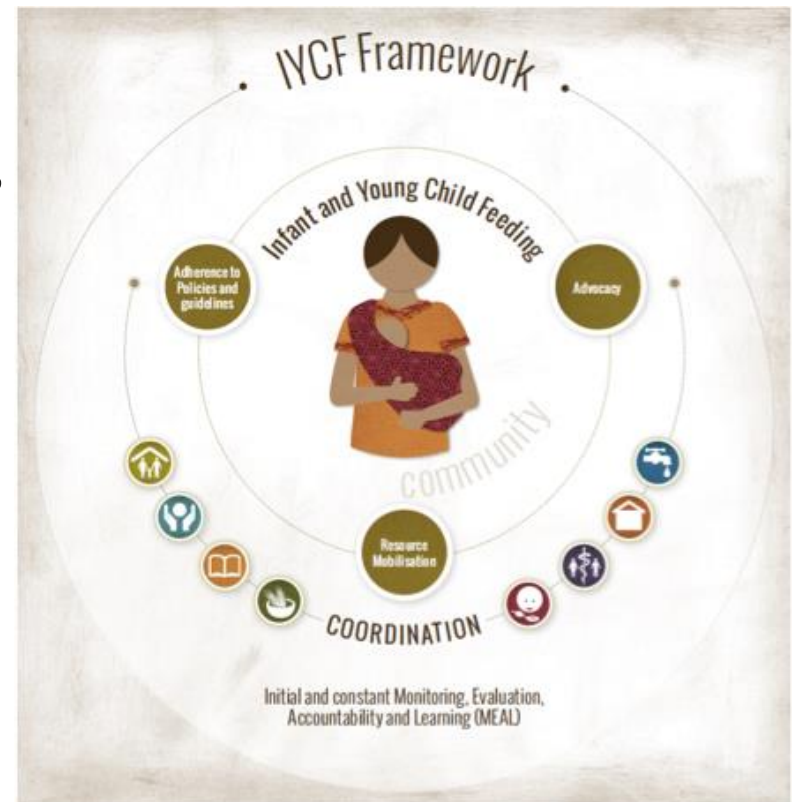 IYCF Framework
Infant and Young Child Feeding
Adherence to
Policies and
guidelines
Advocacy
community
Resource
Mobilisation
COORDINATION
Initial and constant Monitoring, Evaluation,
Accountability and Learning (MEAL)